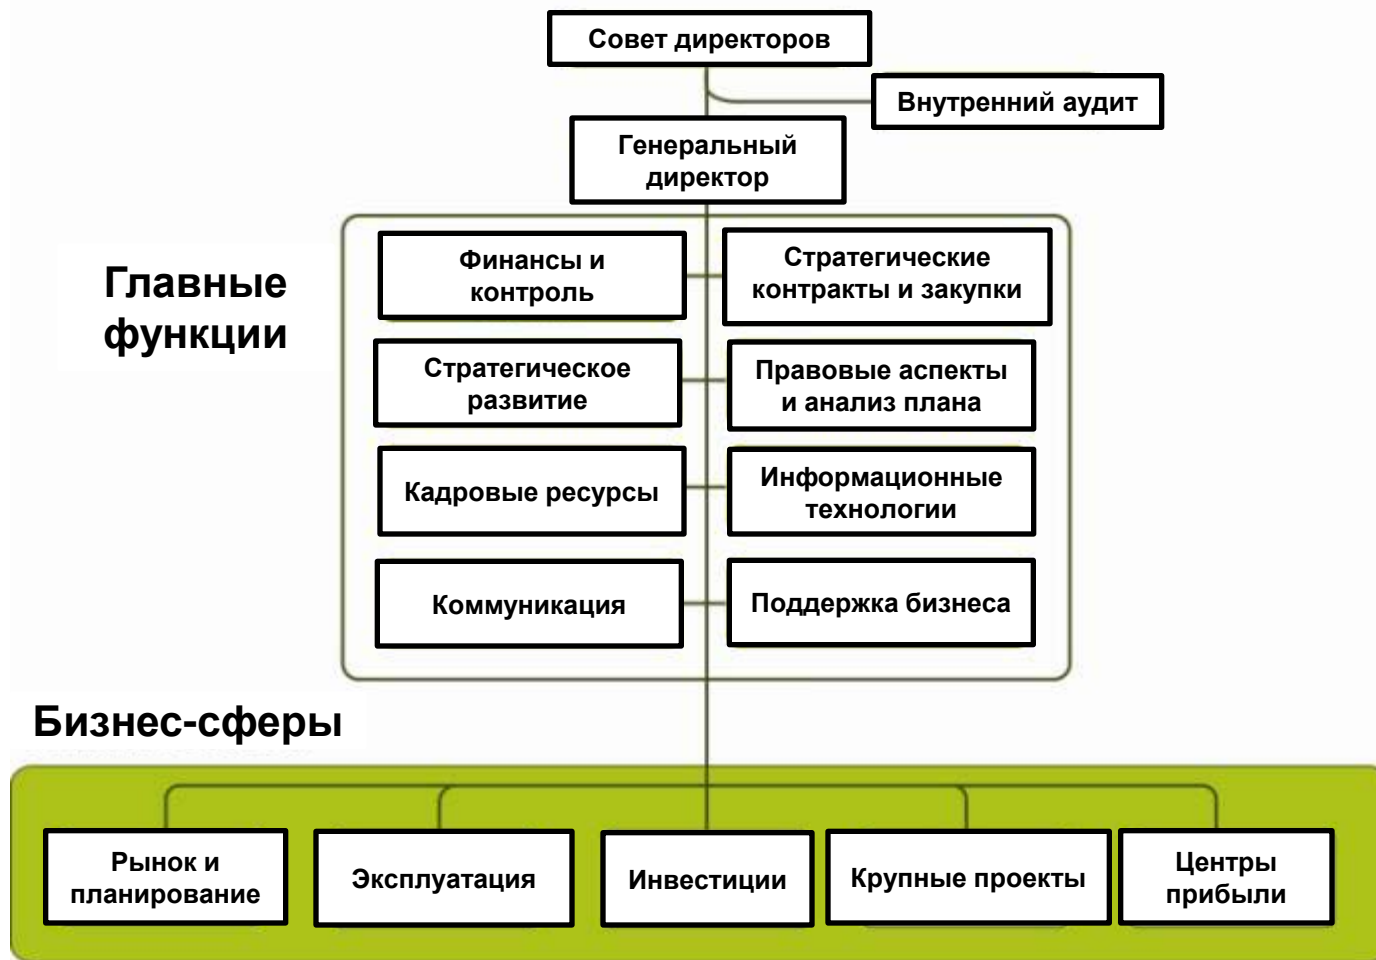 Совет директоров
Внутренний аудит
Генеральный
директор
Главные
функции
Финансы и
контроль
Стратегические
контракты и закупки
Стратегическое
развитие
Правовые аспекты
и анализ плана
Кадровые ресурсы
Информационные
технологии
Коммуникация
Поддержка бизнеса
Бизнес-сферы
Рынок и
планирование
Эксплуатация
Инвестиции
Крупные проекты
Центры
прибыли